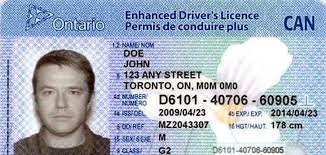 Ontario
Enhanced Driver's Licence
Permis de conduire plus
CAN
1,2 NAME/NOM
DOE
JOHN
123 ANY STREET
TORONTO, ON, M0M 0M0
4d NUMBER/
NUMÉRO
D6101 - 40706 - 60905
4a ISS/DÉL
2009/04/23
4b EXP/EXP.
2014/04/23
5 DD/REF
MZ2043307
16 HGT/HAUT
178 cm
15 SEX/SEXE
M
9 CLASS/
G2